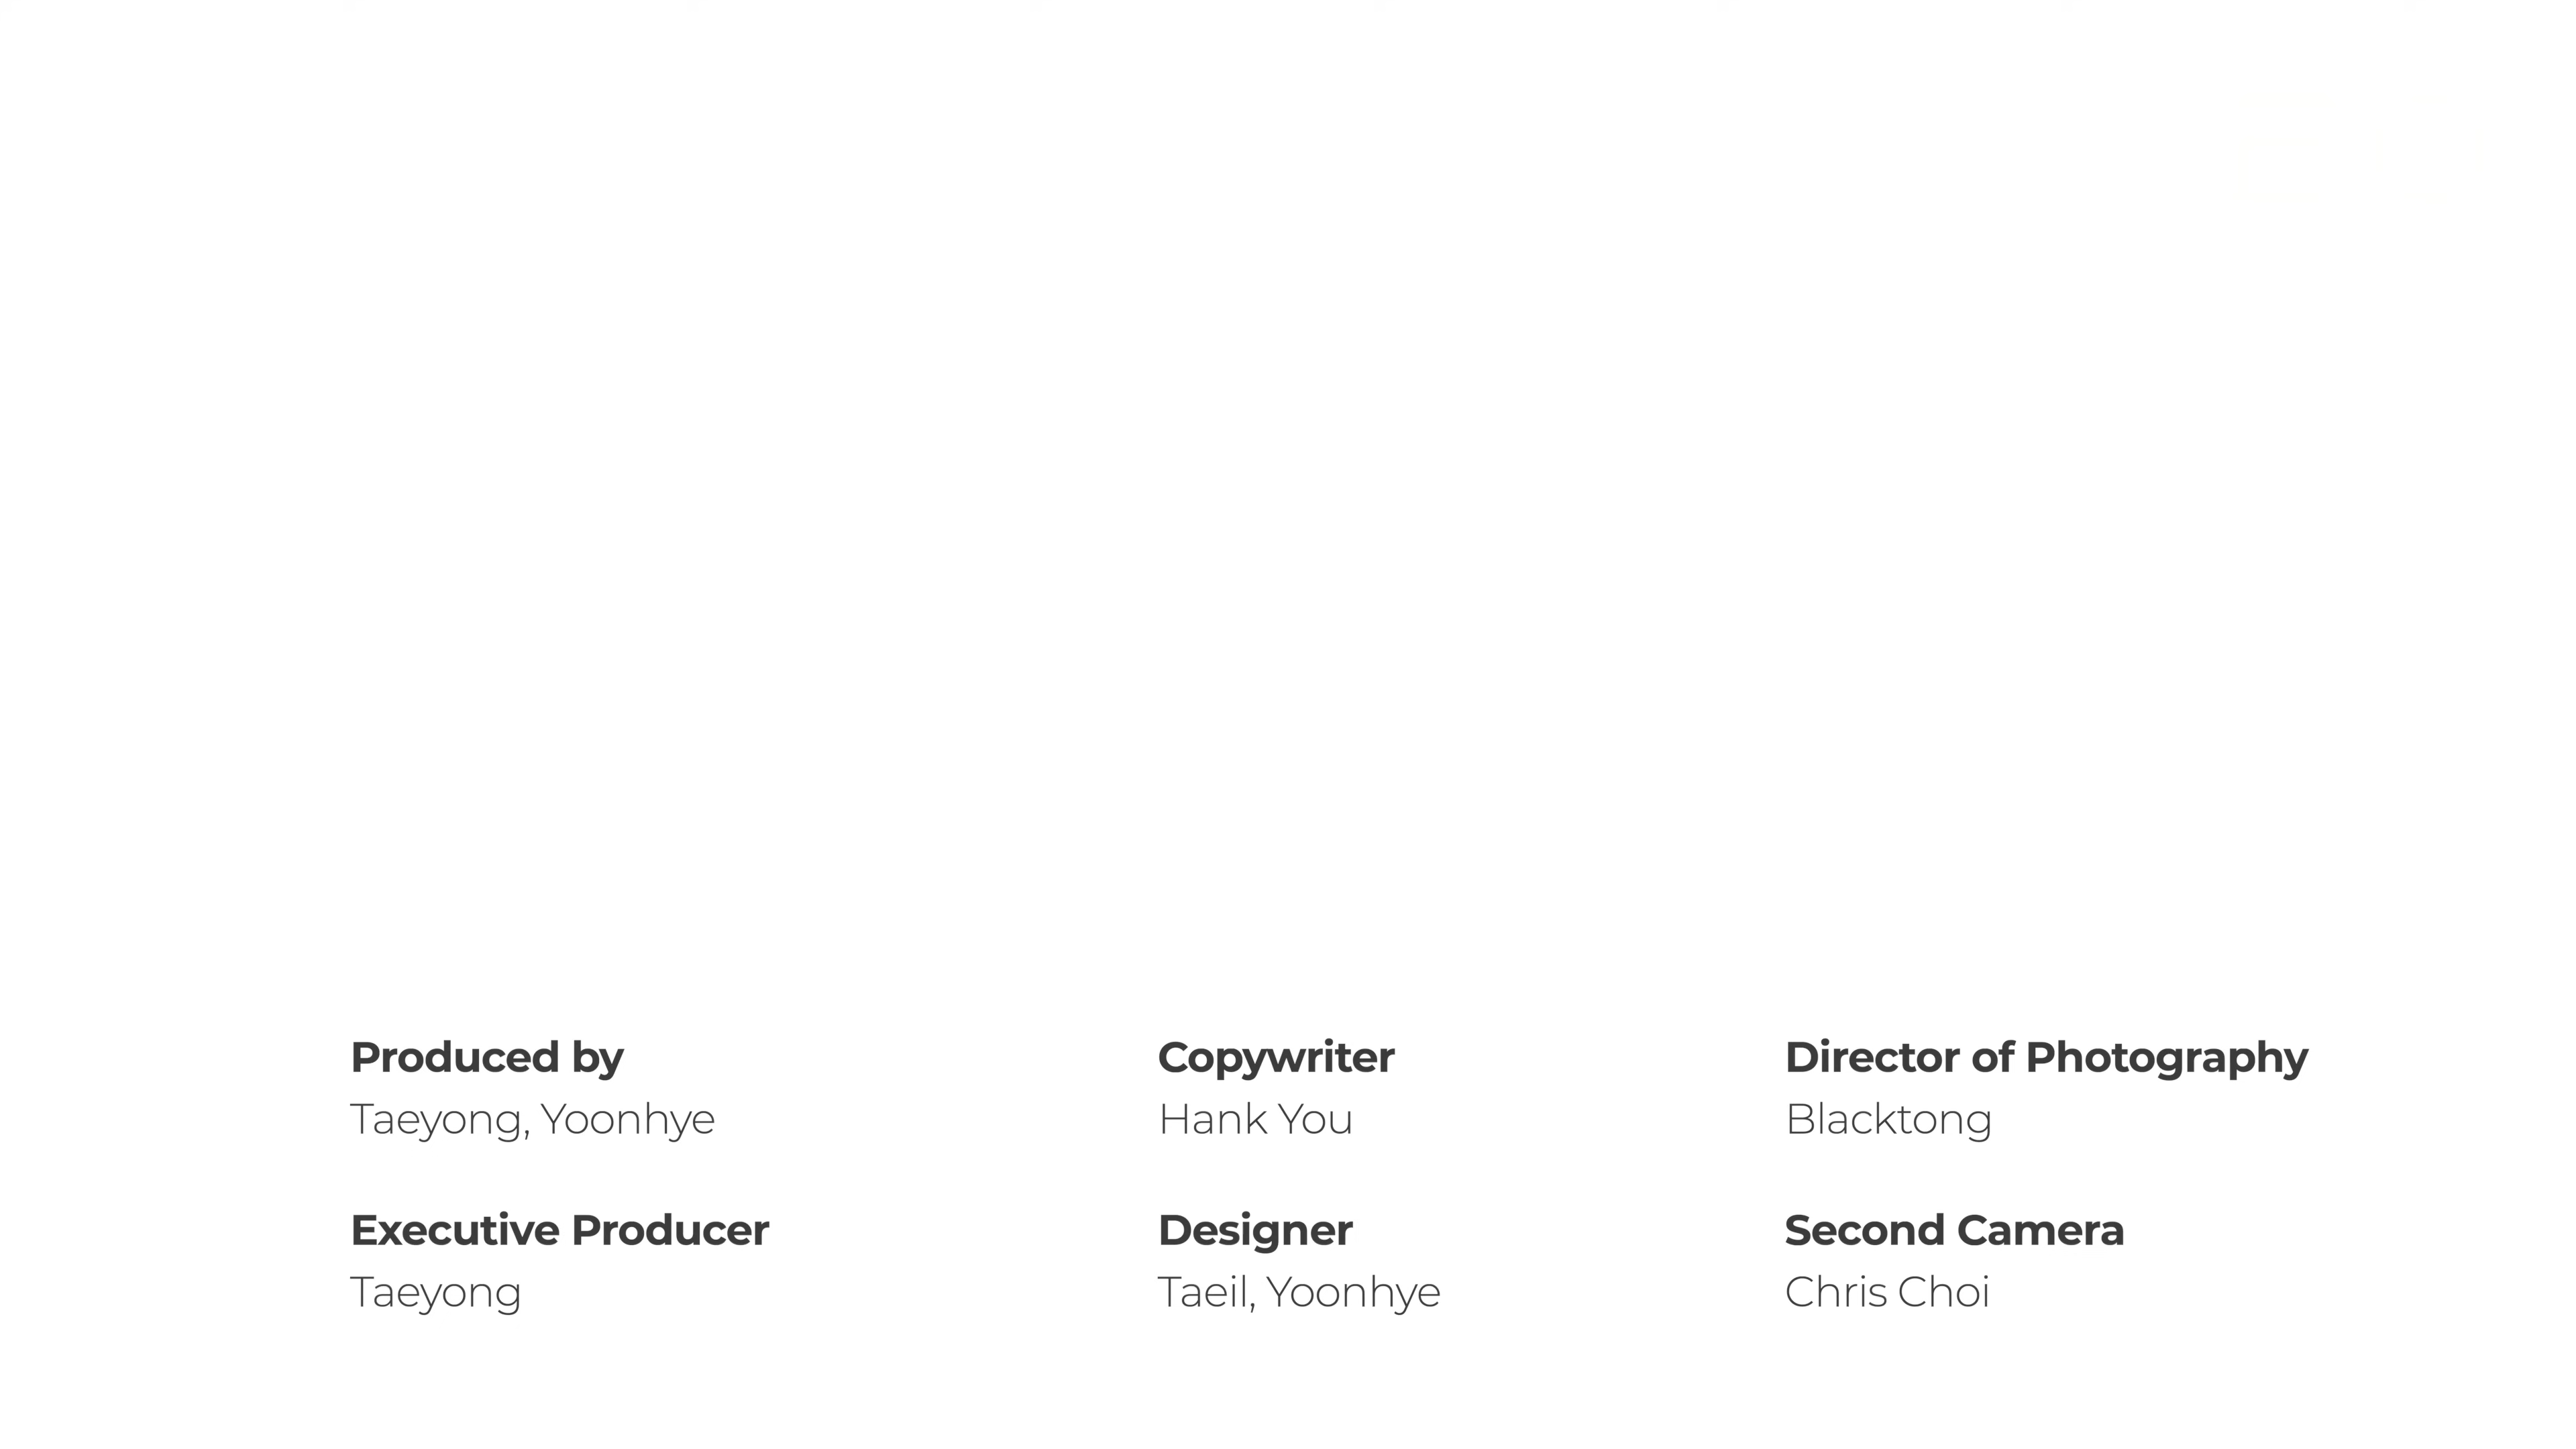 Produced by
Taeyong, Yoonhye
Executive Producer
Taeyong
Copywriter
Hank You
Designer
Taeil, Yoonhye
Director of Photography
Blacktong
Second Camera
Chris Choi